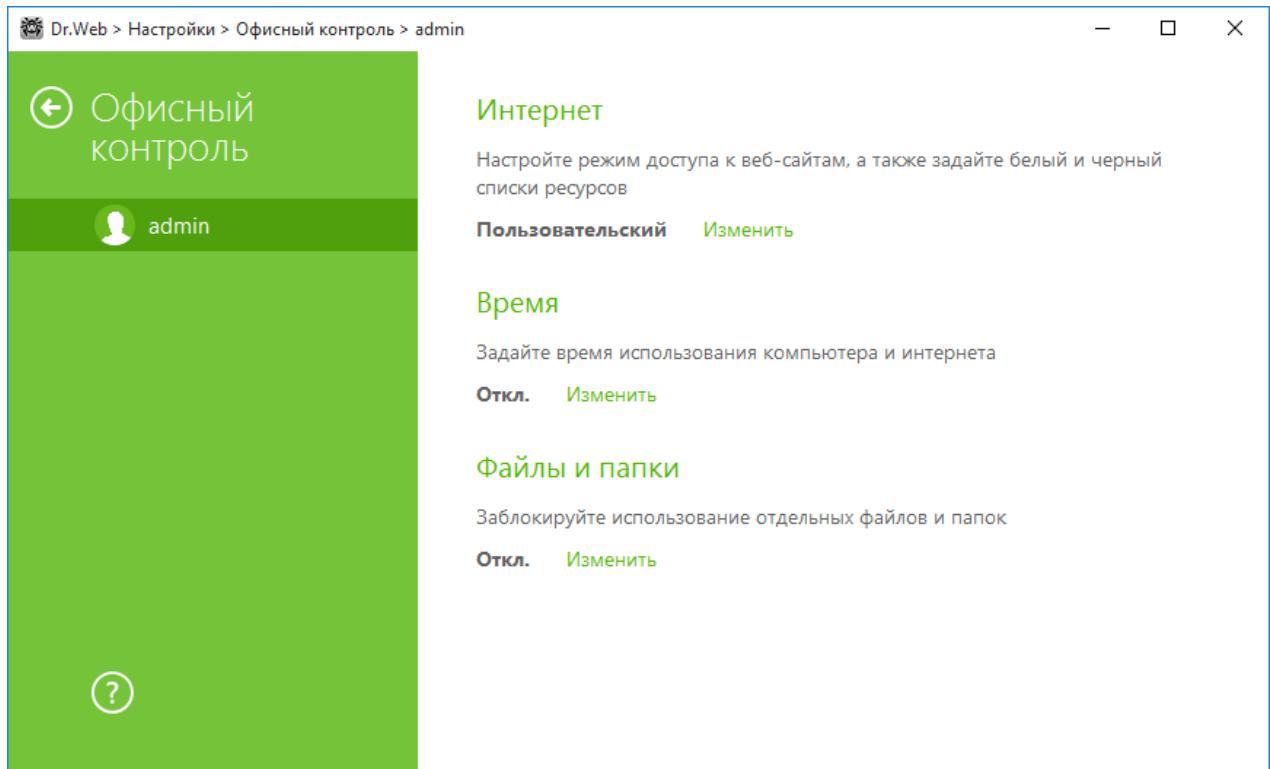 Dr.Web > Настройки > Офисный контроль > admin
Офисный
контроль
admin
?
Интернет
Настройте режим доступа к веб-сайтам, а также задайте белый и черный
списки ресурсов
Пользовательский Изменить
Время
Задайте время использования компьютера и интернета
Откл. Изменить
Файлы и папки
Заблокируйте использование отдельных файлов и папок
Откл. Изменить